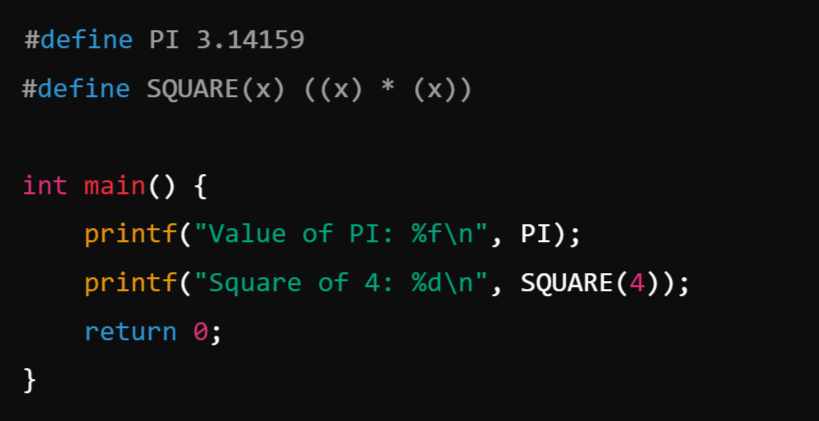 #define PI 3.14159
#define SQUARE(x) ((x) * (x))
int main() {
printf("Value of PI: %f\n", PI);
printf("Square of 4: %d\n", SQUARE(4));
return 0;
}